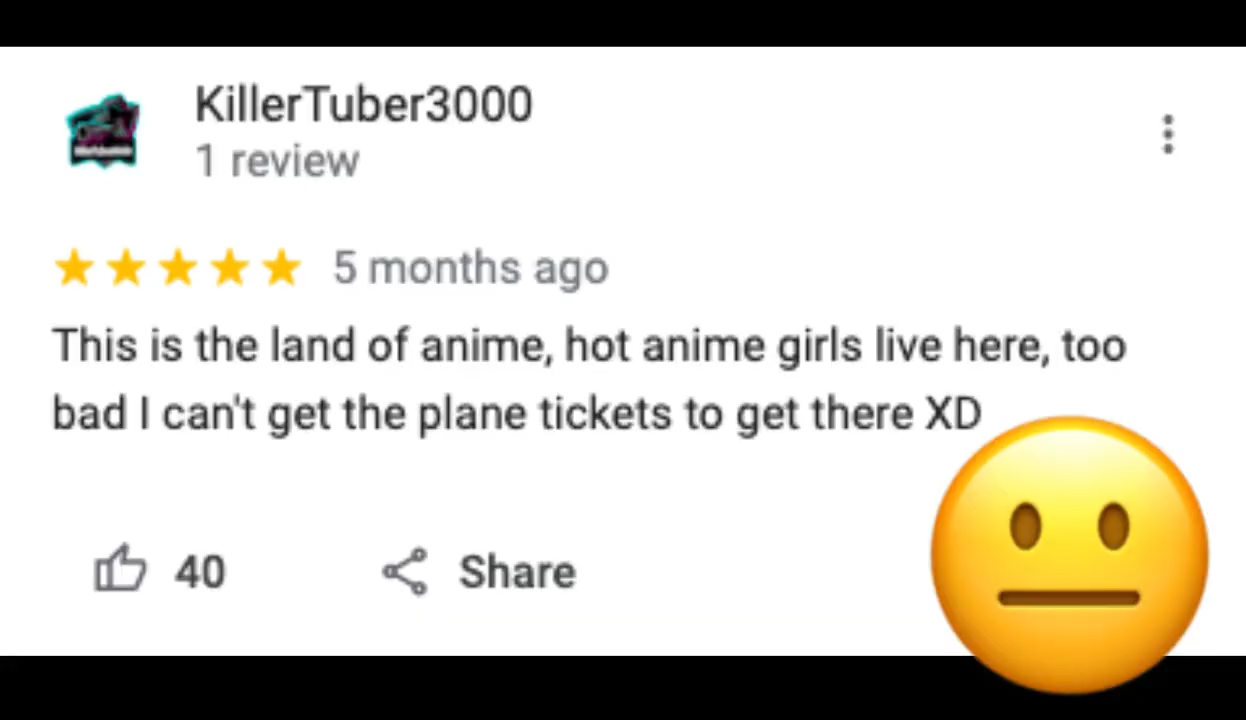 KillerTuber3000
1 review
5 months ago
This is the land of anime, hot anime girls live here, too
bad I can't get the plane tickets to get there XD
40
Share